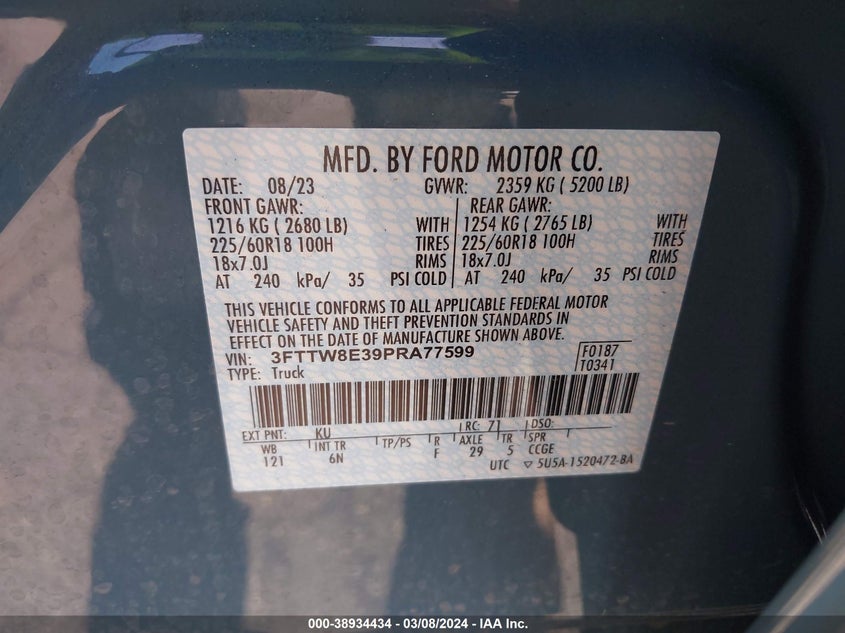 MFD. BY FORD MOTOR CO.
DATE: 08/23 GVWR: 2359 KG ( 5200 LB)
FRONT GAWR: REAR GAWR:
1216 KG ( 2680 LB) WITH 1254 KG ( 2765 LB) WITH
225/60R18 100H TIRES 225/60R18 100H TIRES
18x7.0J RIMS 18x7.0J RIMS
AT 240 kPa/ 35 PSI COLD AT 240 kPa/ 35 PSI COLD
THIS VEHICLE CONFORMS TO ALL APPLICABLE FEDERAL MOTOR
VEHICLE SAFETY AND THEFT PREVENTION STANDARDS IN
EFFECT ON THE DATE OF MANUFACTURE SHOWN ABOVE.
VIN: 3FTTW8E39PRA77599 F0187
TYPE: Truck T0341
EXT PNT: KU RC: 71 DSO:
WB INT TR TP/PS R AXLE TR SPR
121 6N F 29 5 CCGE
UTC ▽ 5U5A-1520472-BA
000-38934434 - 03/08/2024 - IAA Inc.